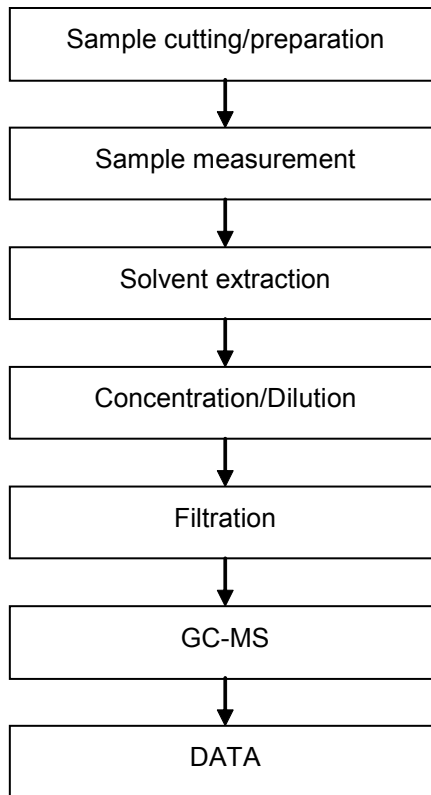 Sample cutting/preparation
Sample measurement
Solvent extraction
Concentration/Dilution
Filtration
GC-MS
DATA